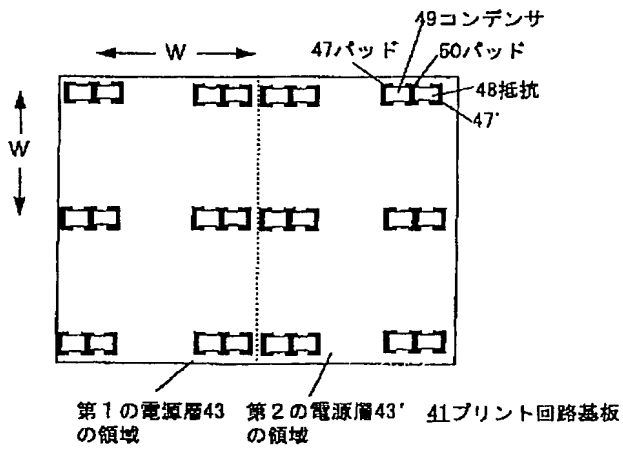 49コンデンサ
W
47パッド
50パッド
48抵抗
47'
W
第1の電源層43
の領域
第2の電源層43'
の領域
41プリント回路基板